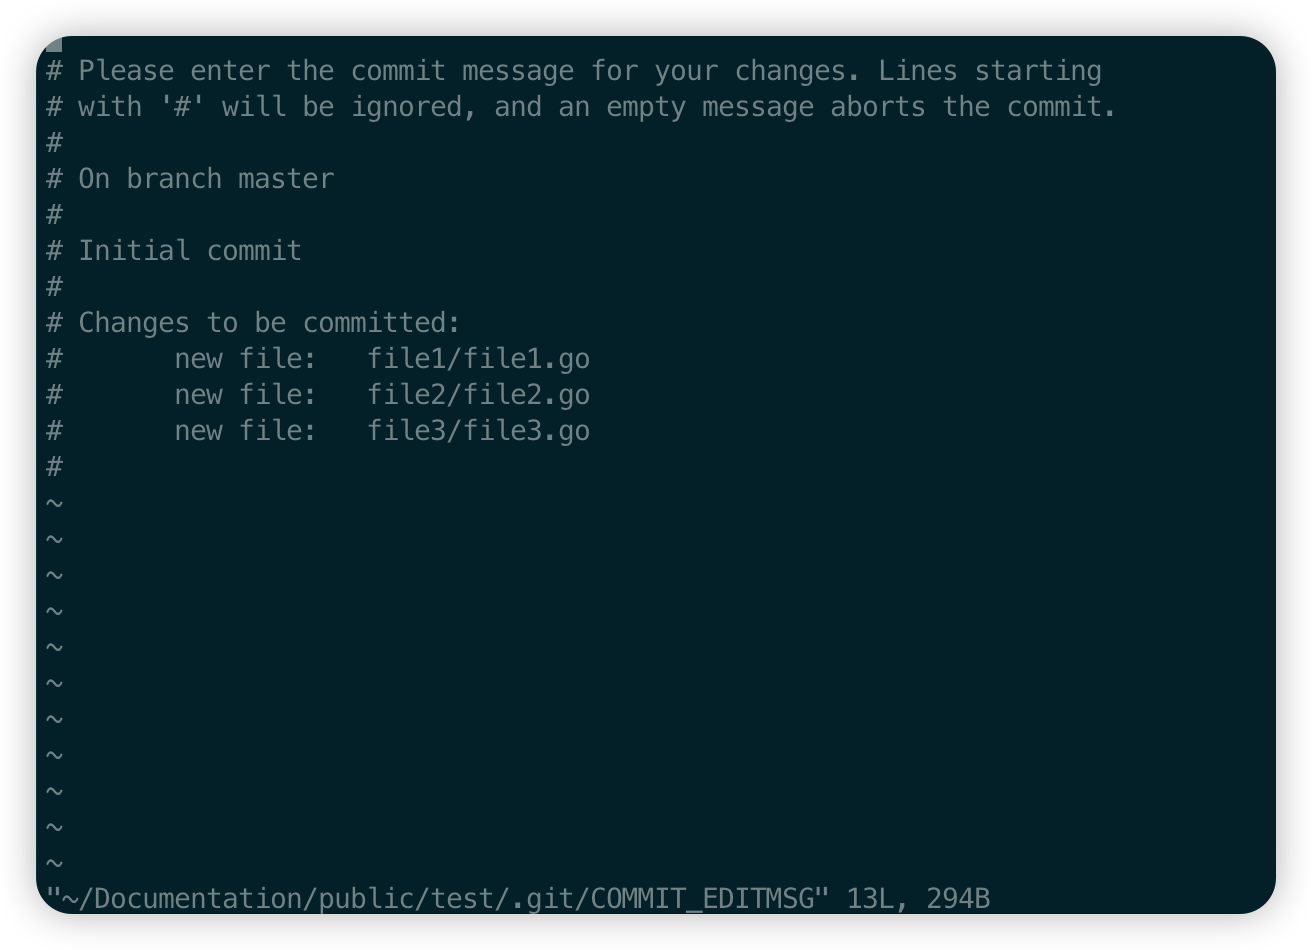 # Please enter the commit message for your changes. Lines starting
# with '#' will be ignored, and an empty message aborts the commit.
#
# On branch master
#
# Initial commit
#
# Changes to be committed:
#       new file:   file1/file1.go
#       new file:   file2/file2.go
#       new file:   file3/file3.go
#
~
~
~
~
~
~
~
~
~
~
~
"~/Documentation/public/test/.git/COMMIT_EDITMSG" 13L, 294B